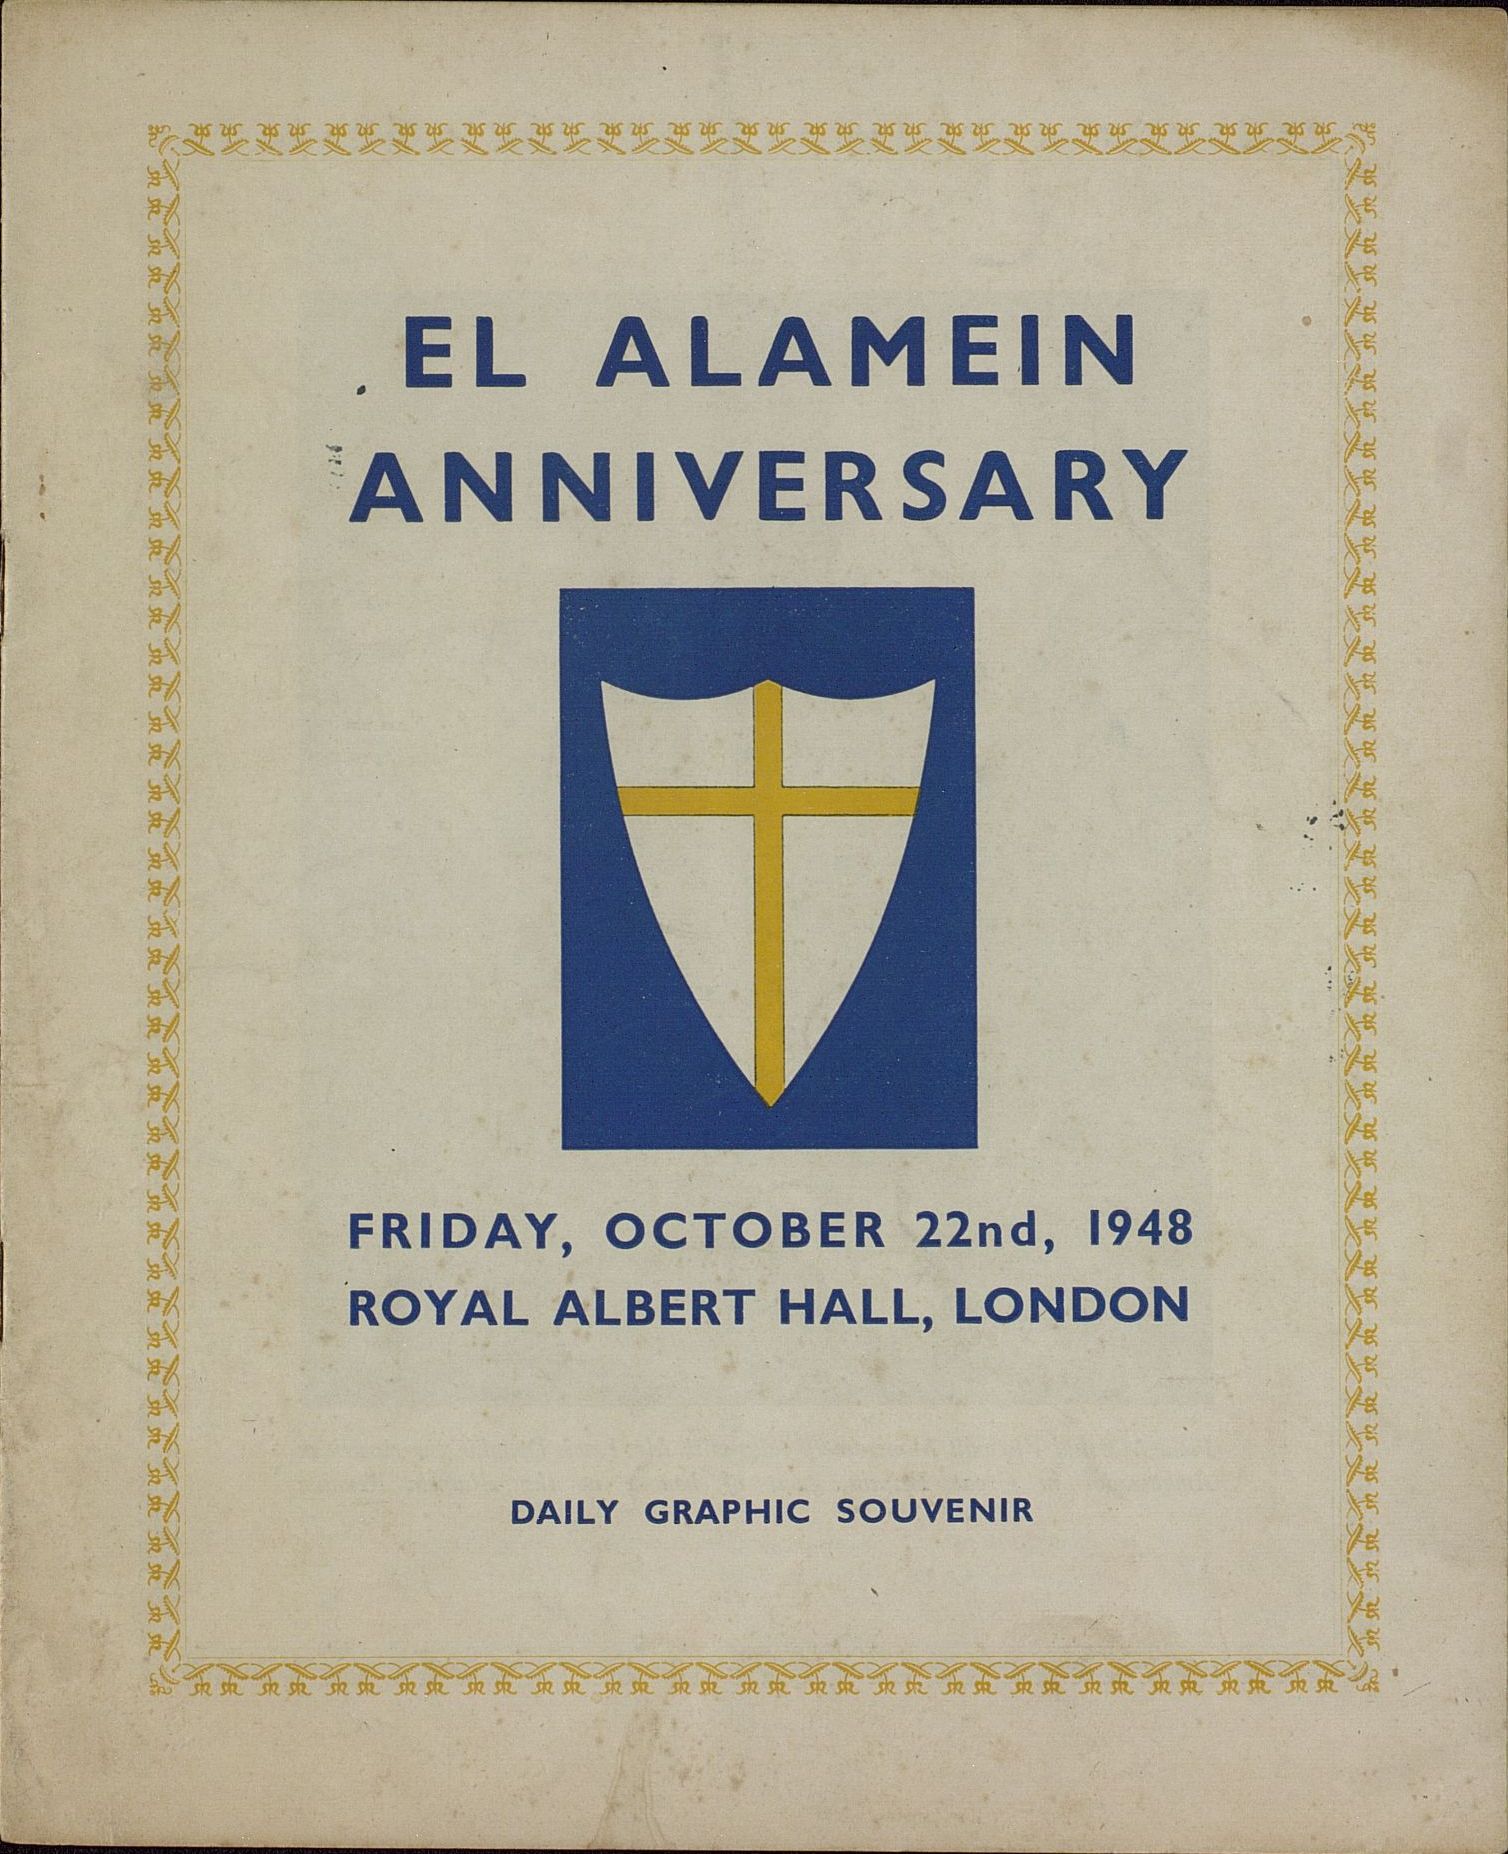 EL ALAMEIN
ANNIVERSARY
FRIDAY, OCTOBER 22nd, 1948
ROYAL ALBERT HALL, LONDON
DAILY GRAPHIC SOUVENIR